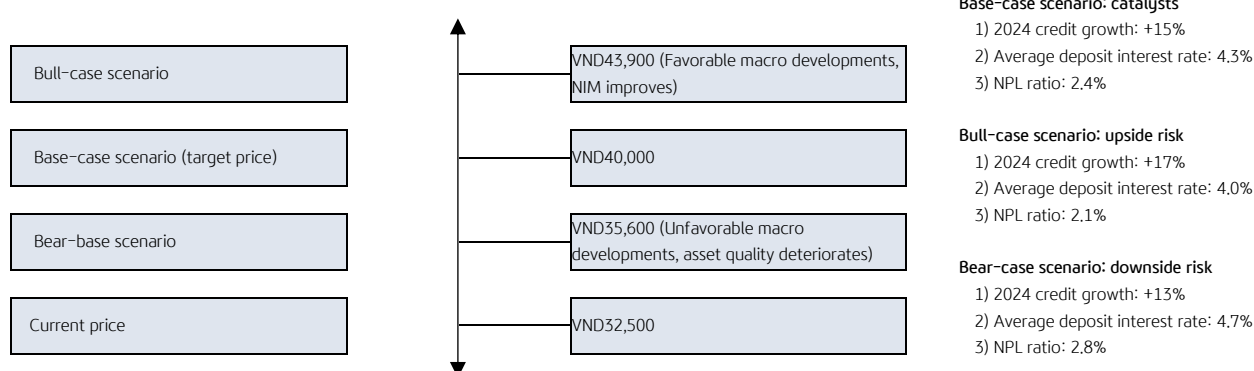 Bull-case scenario
VND43,900 (Favorable macro developments,
NIM improves)
Base-case scenario (target price)
VND40,000
Bear-base scenario
VND35,600 (Unfavorable macro
developments, asset quality deteriorates)
Current price
VND32,500
Base-case scenario: catalysts
1) 2024 credit growth: +15%
2) Average deposit interest rate: 4.3%
3) NPL ratio: 2.4%
Bull-case scenario: upside risk
1) 2024 credit growth: +17%
2) Average deposit interest rate: 4.0%
3) NPL ratio: 2.1%
Bear-case scenario: downside risk
1) 2024 credit growth: +13%
2) Average deposit interest rate: 4.7%
3) NPL ratio: 2.8%